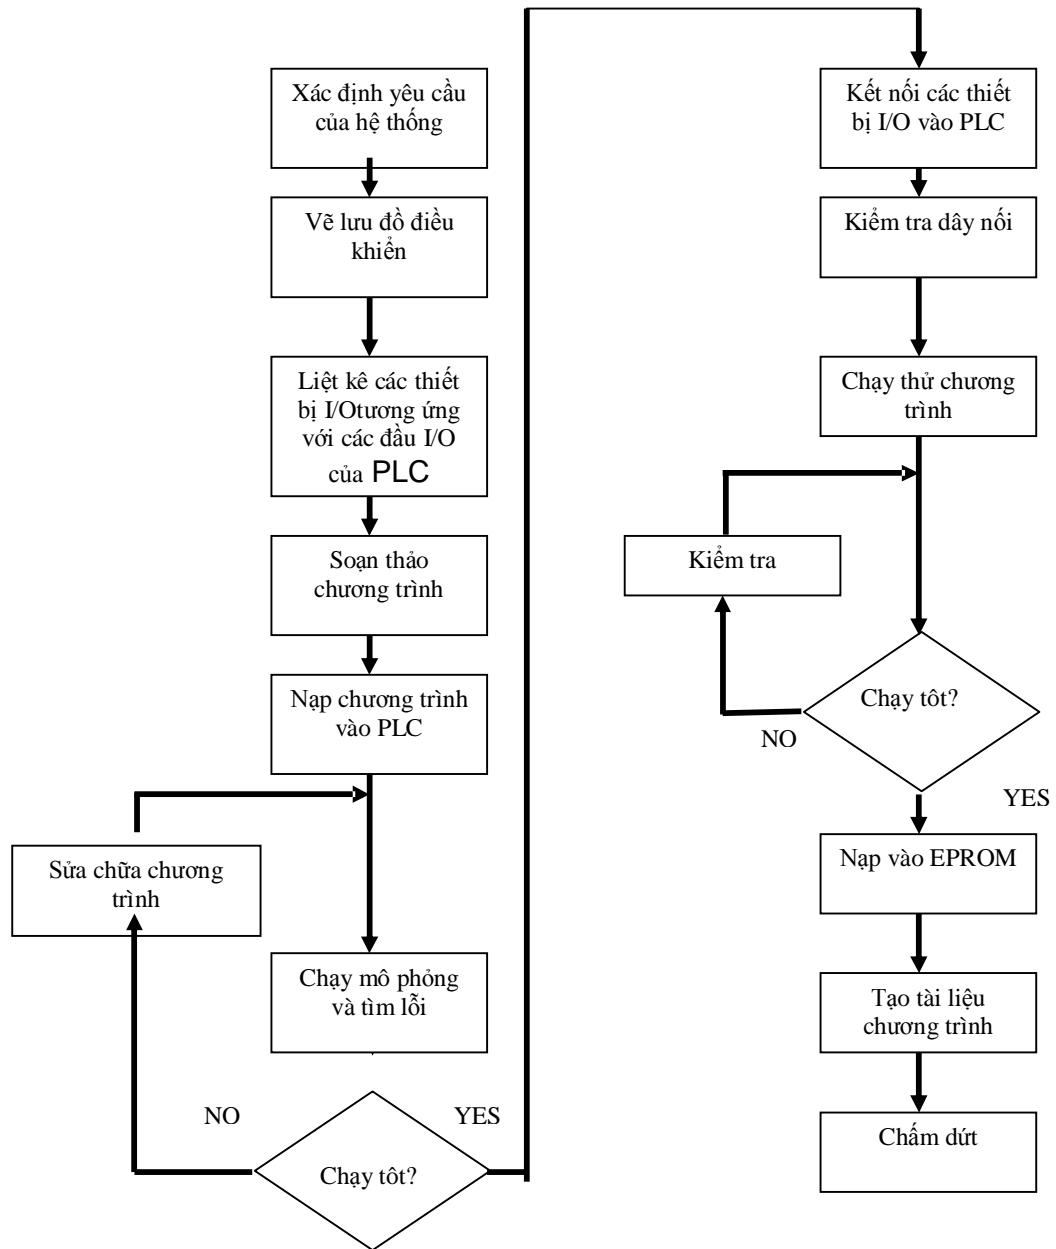 Xác định yêu cầu
của hệ thống
Vẽ lưu đồ điều
khiển
Liệt kê các thiết
bị I/Otương ứng
với các đầu I/O
của PLC
Soạn thảo
chương trình
Nạp chương trình
vào PLC
Sửa chữa chương
trình
Chạy mô phỏng
và tìm lỗi
NO
YES
Chạy tôt?
Kết nối các thiết
bị I/O vào PLC
Kiểm tra dây nối
Chạy thử chương
trình
Kiểm tra
Chạy tôt?
NO
YES
Nạp vào EPROM
Tạo tài liệu
chương trình
Chấm dứt